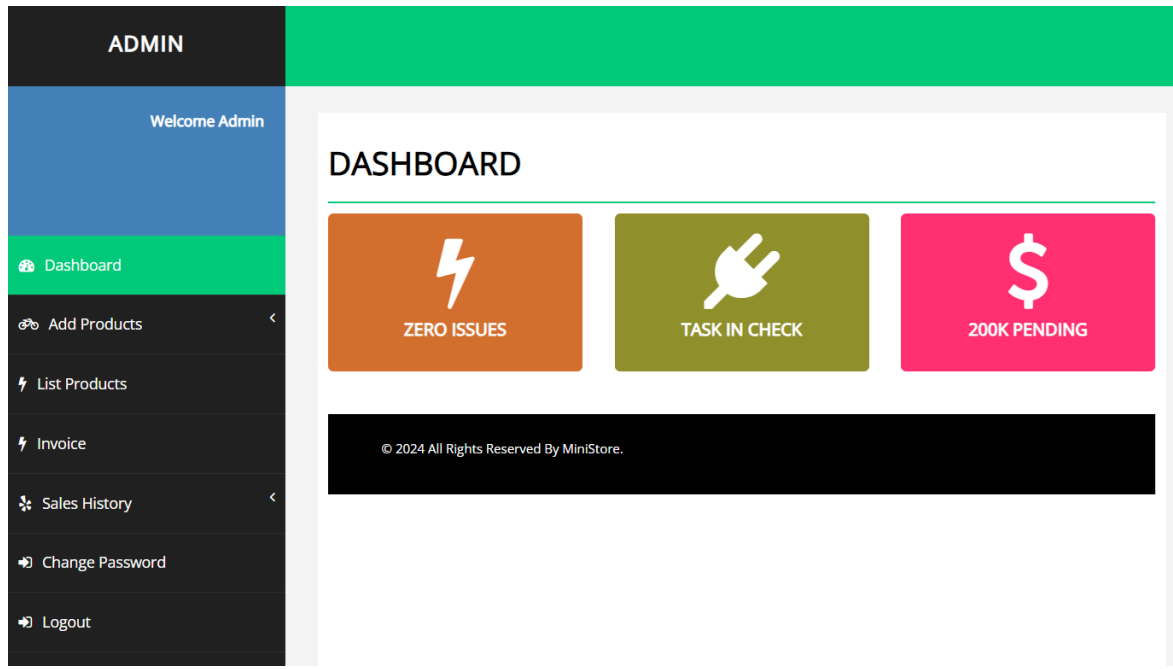 ADMIN
Welcome Admin
Dashboard
Add Products
List Products
Invoice
Sales History
Change Password
Logout
DASHBOARD
ZERO ISSUES
TASK IN CHECK
200K PENDING
© 2024 All Rights Reserved By MiniStore.